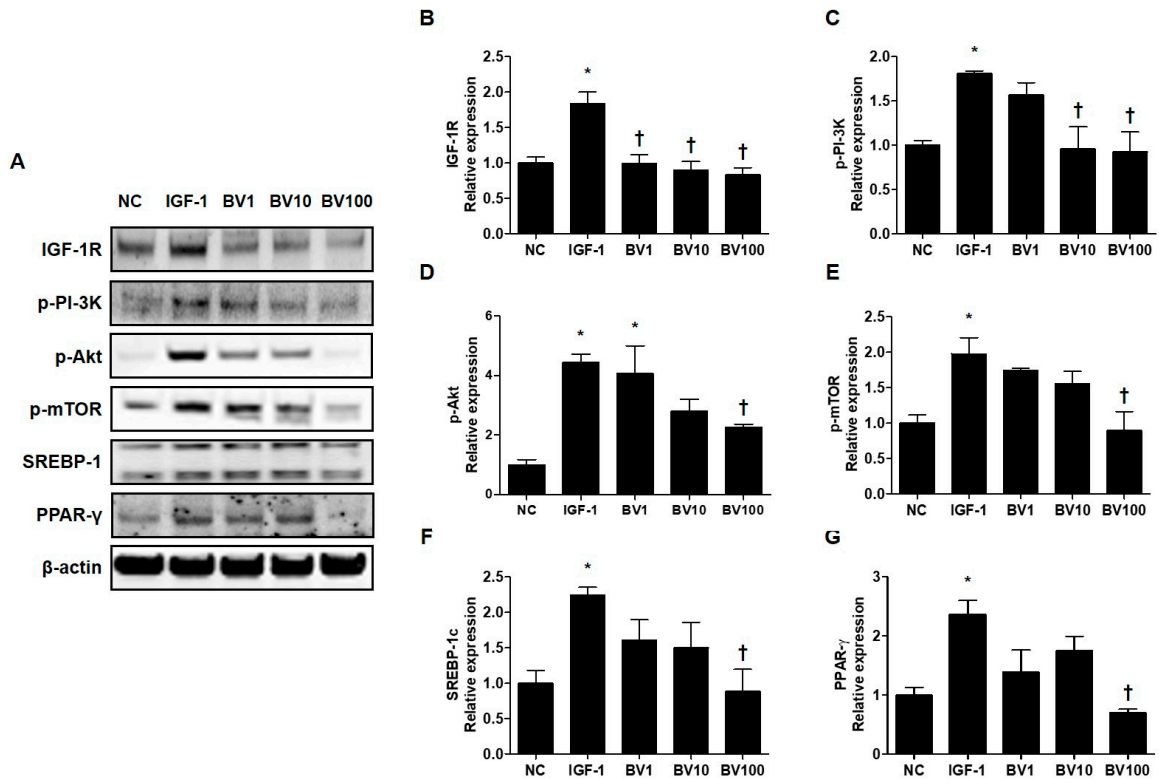 A
NC IGF-1 BV1 BV10 BV100
IGF-1R
p-PI-3K
p-Akt
p-mTOR
SREBP-1
PPAR-γ
β-actin
B
IGF-1R
Relative expression
2.5
2.0
1.5
1.0
0.5
0.0
*
† † †
NC IGF-1 BV1 BV10 BV100
C
p-PI-3K
Relative expression
2.0
1.5
1.0
0.5
0.0
*
† †
NC IGF-1 BV1 BV10 BV100
D
p-Akt
Relative expression
6
4
2
0
* *
†
NC IGF-1 BV1 BV10 BV100
E
p-mTOR
Relative expression
2.5
2.0
1.5
1.0
0.5
0.0
*
†
NC IGF-1 BV1 BV10 BV100
F
SREBP-1c
Relative expression
2.5
2.0
1.5
1.0
0.5
0.0
*
†
NC IGF-1 BV1 BV10 BV100
G
PPAR-γ
Relative expression
3
2
1
0
*
†
NC IGF-1 BV1 BV10 BV100